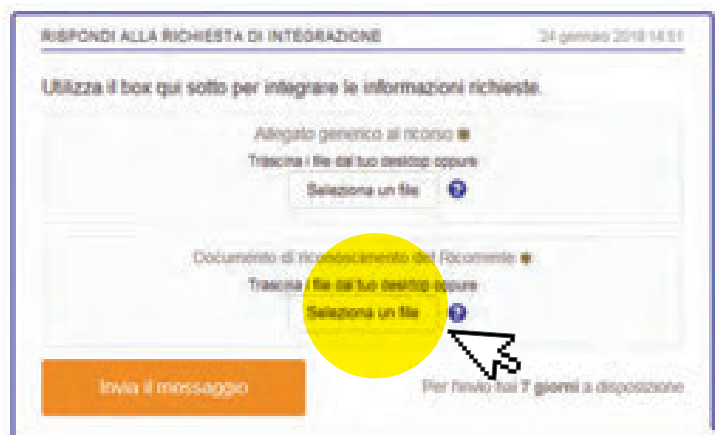 RISPONDI ALLA RICHIESTA DI INTEGRAZIONE
24 gennaio 2018 14:51
Utilizza il box qui sotto per integrare le informazioni richieste.
Allegato generico al ricorso
Trascina i file dal tuo desktop oppure
Seleziona un file ?
Documento di riconoscimento del Ricorrente
Trascina i file dal tuo desktop oppure
Seleziona un file ?
Invia il messaggio
Per l'invio hai 7 giorni a disposizione